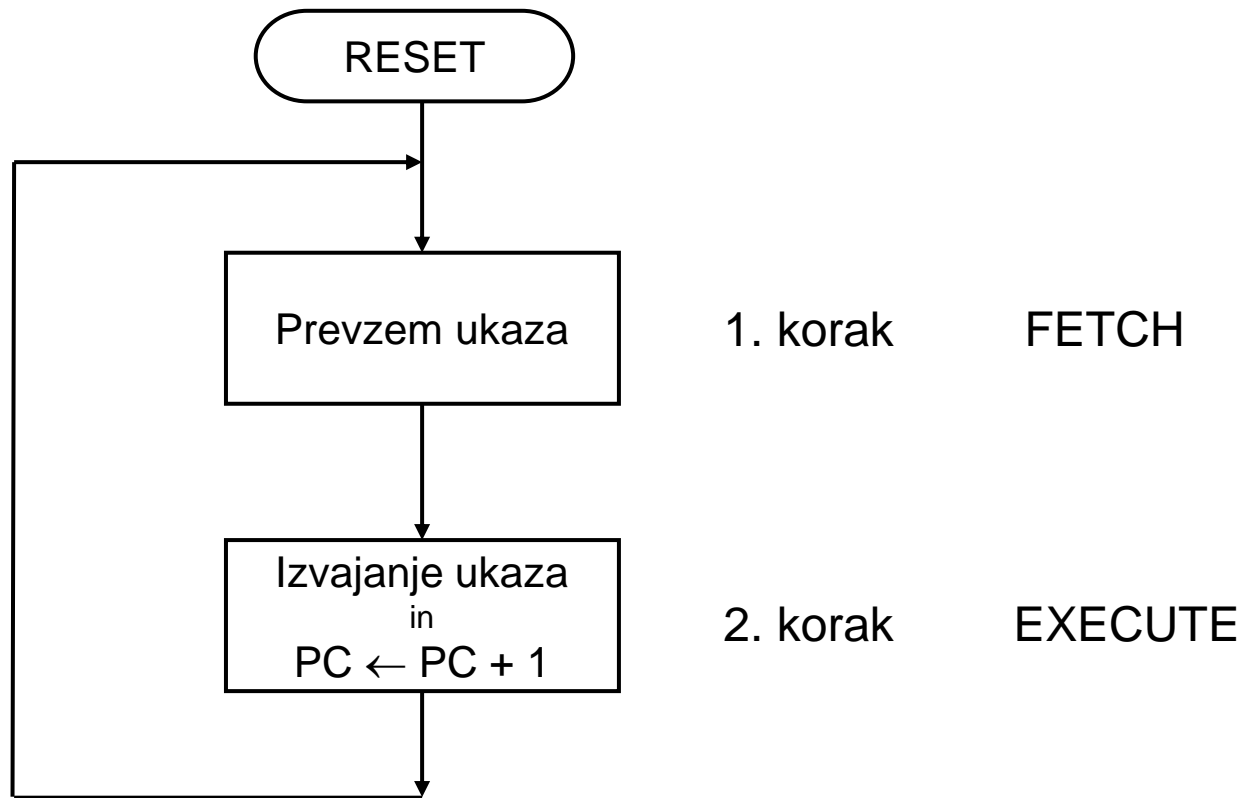 RESET
Prevzem ukaza
1. korak FETCH
Izvajanje ukaza
in
PC ← PC + 1
2. korak EXECUTE